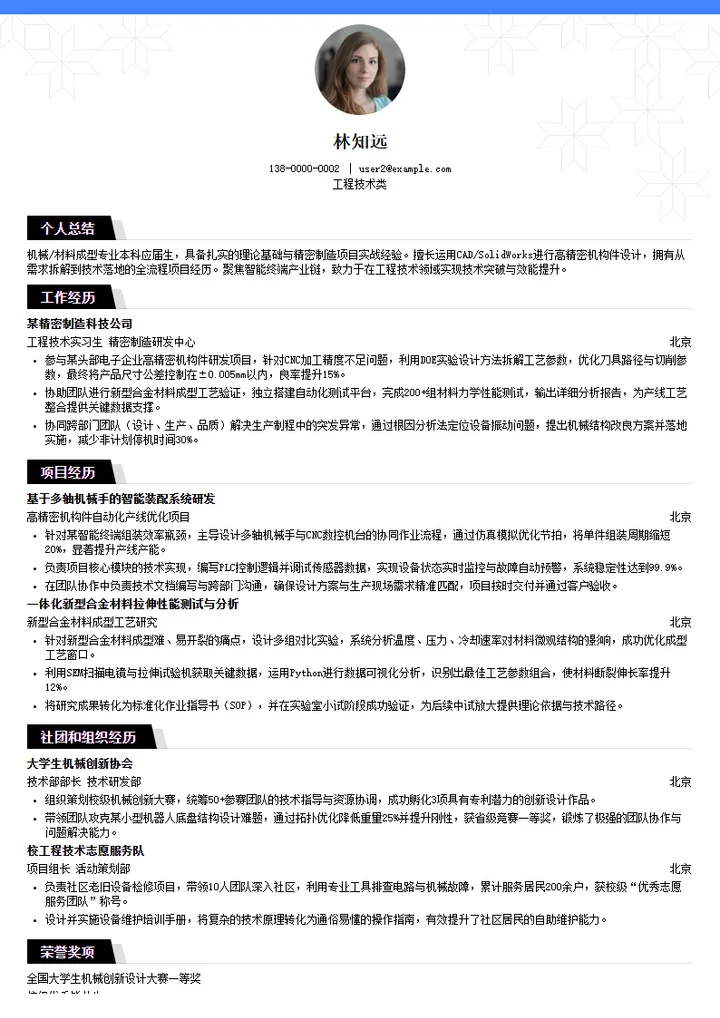 林知远
138-0000-0002 | user2@example.com
工程技术类
个人总结
机械/材料成型专业本科应届生，具备扎实的理论基础与精密制造项目实战经验。擅长运用CAD/SolidWorks进行高精密机构件设计，拥有从
需求拆解到技术落地的全流程项目经历。聚焦智能终端产业链，致力于在工程技术领域实现技术突破与效能提升。
工作经历
某精密制造科技公司
工程技术实习生 精密制造研发中心 北京
• 参与某头部电子企业高精密机构件研发项目，针对CNC加工精度不足问题，利用DOE实验设计方法拆解工艺参数，优化刀具路径与切削参
数，最终将产品尺寸公差控制在±0.005mm以内，良率提升15%。
• 协助团队进行新型合金材料成型工艺验证，独立搭建自动化测试平台，完成200+组材料力学性能测试，输出详细分析报告，为产线工艺
整合提供关键数据支撑。
• 协同跨部门团队（设计、生产、品质）解决生产制程中的突发异常，通过根因分析法定位设备振动问题，提出机械结构改良方案并落地
实施，减少非计划停机时间30%。
项目经历
基于多轴机械手的智能装配系统研发
高精密机构件自动化产线优化项目 北京
• 针对某智能终端组装效率瓶颈，主导设计多轴机械手与CNC数控机台的协同作业流程，通过仿真模拟优化节拍，将单件组装周期缩短
20%，显著提升产线产能。
• 负责项目核心模块的技术实现，编写PLC控制逻辑并调试传感器数据，实现设备状态实时监控与故障自动预警，系统稳定性达到99.9%。
• 在团队协作中负责技术文档编写与跨部门沟通，确保设计方案与生产现场需求精准匹配，项目按时交付并通过客户验收。
一体化新型合金材料拉伸性能测试与分析
新型合金材料成型工艺研究 北京
• 针对新型合金材料成型难、易开裂的痛点，设计多组对比实验，系统分析温度、压力、冷却速率对材料微观结构的影响，成功优化成型
工艺窗口。
• 利用SEM扫描电镜与拉伸试验机获取关键数据，运用Python进行数据可视化分析，识别出最佳工艺参数组合，使材料断裂伸长率提升
12%。
• 将研究成果转化为标准化作业指导书（SOP），并在实验室小试阶段成功验证，为后续中试放大提供理论依据与技术路径。
社团和组织经历
大学生机械创新协会
技术部部长 技术研发部 北京
• 组织策划校级机械创新大赛，统筹50+参赛团队的技术指导与资源协调，成功孵化3项具有专利潜力的创新设计作品。
• 带领团队攻克某小型机器人底盘结构设计难题，通过拓扑优化降低重量25%并提升刚性，获省级竞赛一等奖，锻炼了极强的团队协作与
问题解决能力。
校工程技术志愿服务队
项目组长 活动策划部 北京
• 负责社区老旧设备检修项目，带领10人团队深入社区，利用专业工具排查电路与机械故障，累计服务居民200余户，获校级“优秀志愿
服务团队”称号。
• 设计并实施设备维护培训手册，将复杂的技术原理转化为通俗易懂的操作指南，有效提升了社区居民的自助维护能力。
荣誉奖项
全国大学生机械创新设计大赛一等奖